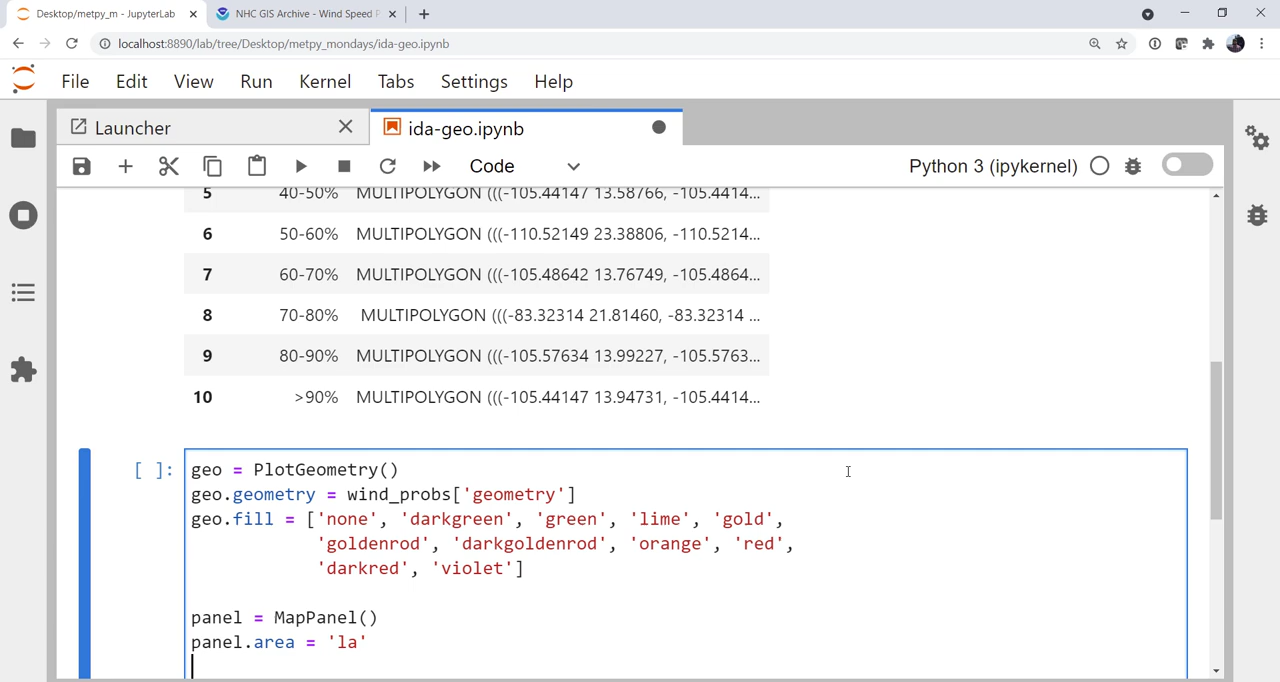 Desktop/metpy_m - JupyterLab
NHC GIS Archive - Wind Speed P
localhost:8890/lab/tree/Desktop/metpy_mondays/ida-geo.ipynb
File Edit View Run Kernel Tabs Settings Help
Launcher
ida-geo.ipynb
Code
Python 3 (ipykernel)
5 40-50% MULTIPOLYGON (((-105.44147 13.58766, -105.4414...
6 50-60% MULTIPOLYGON (((-110.52149 23.38806, -110.5214...
7 60-70% MULTIPOLYGON (((-105.48642 13.76749, -105.4864...
8 70-80% MULTIPOLYGON (((-83.32314 21.81460, -83.32314 ...
9 80-90% MULTIPOLYGON (((-105.57634 13.99227, -105.5763...
10 >90% MULTIPOLYGON (((-105.44147 13.94731, -105.4414...
[ ]: geo = PlotGeometry()
geo.geometry = wind_probs['geometry']
geo.fill = ['none', 'darkgreen', 'green', 'lime', 'gold',
'goldenrod', 'darkgoldenrod', 'orange', 'red',
'darkred', 'violet']
panel = MapPanel()
panel.area = 'la'